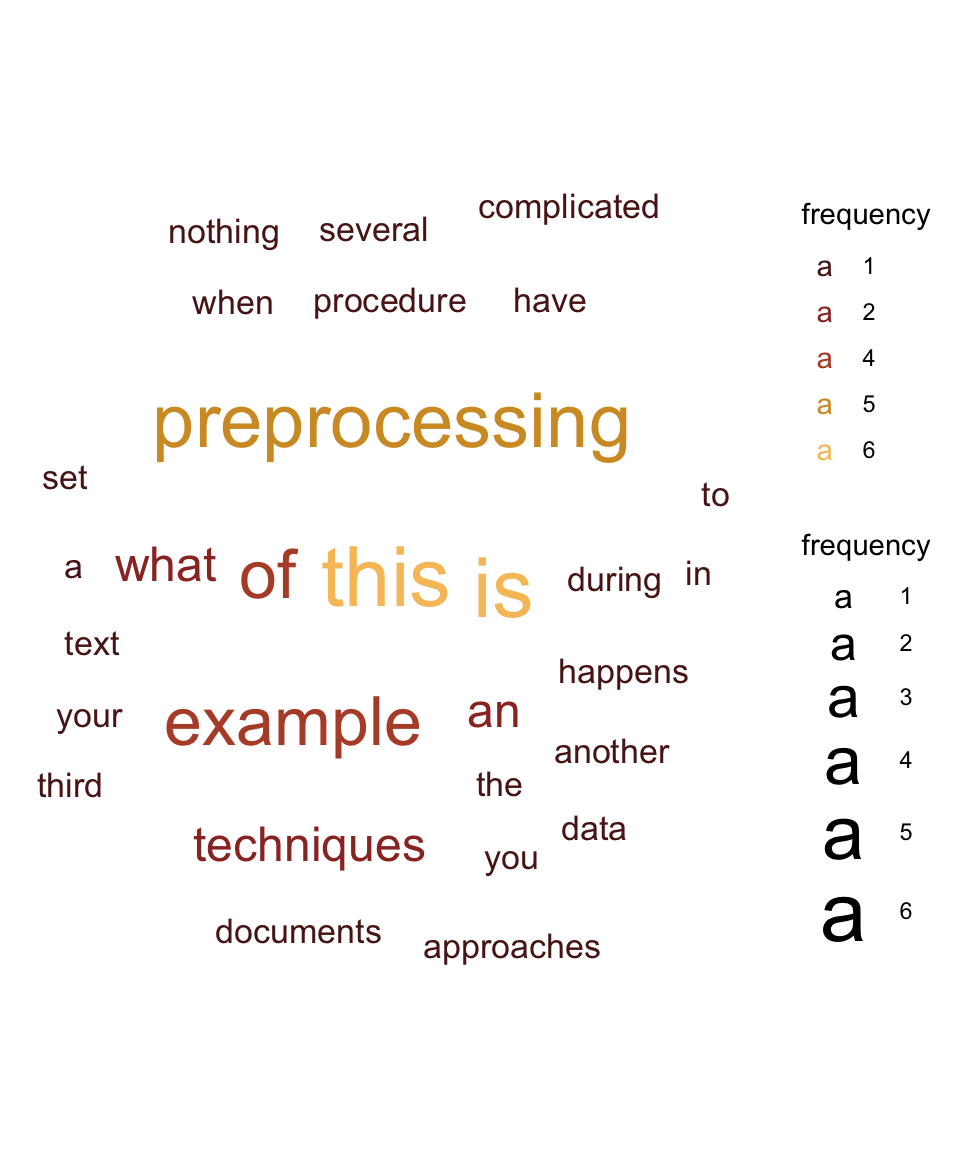 nothing several complicated
when procedure have
preprocessing
set
to
a what of this is during in
text
happens
your example an
another
third the
data
techniques you
documents approaches
frequency
a 1
a 2
a 4
a 5
a 6
frequency
a 1
a 2
a 3
a 4
a 5
a 6